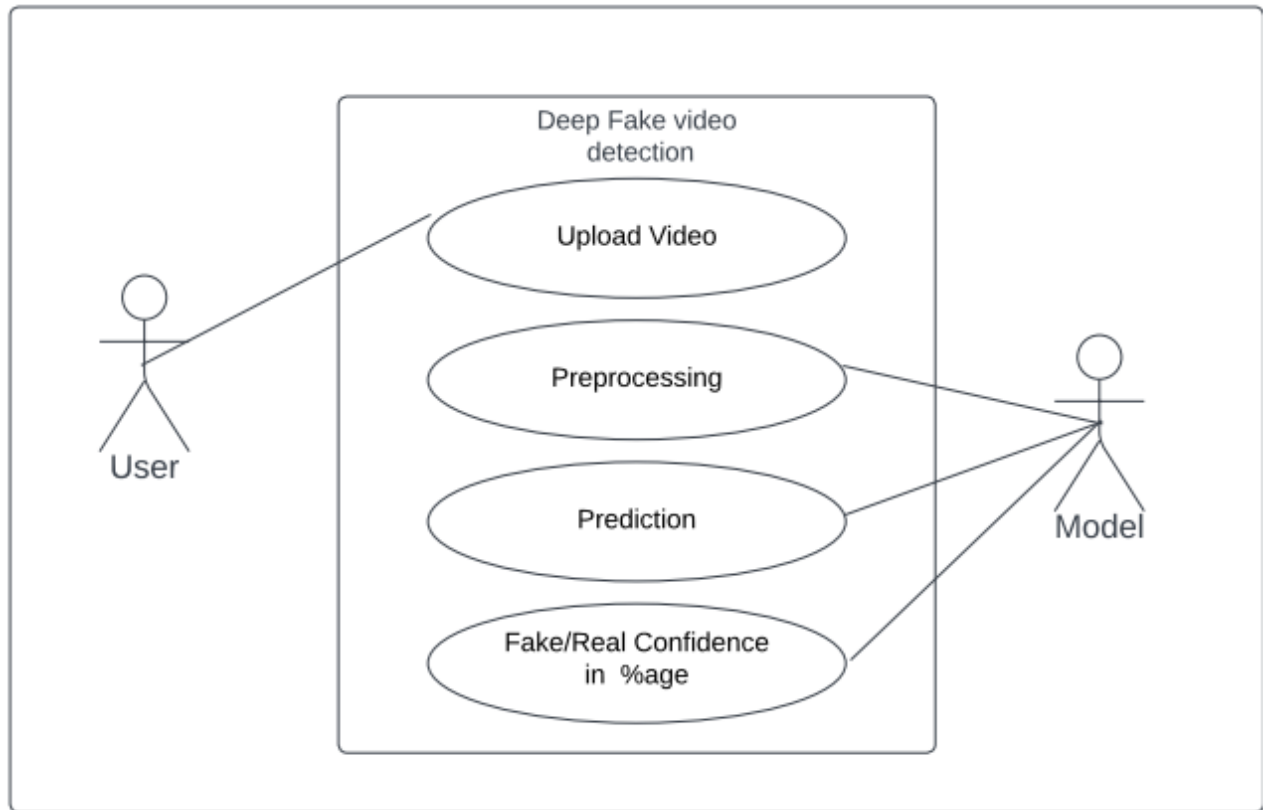 Deep Fake video
detection
Upload Video
Preprocessing
Prediction
Fake/Real Confidence
in %age
User
Model